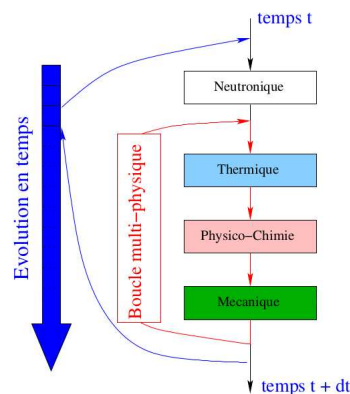 temps t
Neutronique
Thermique
Physico−Chimie
Mecanique
temps t + dt
Boucle multi−physique
Evolution en temps